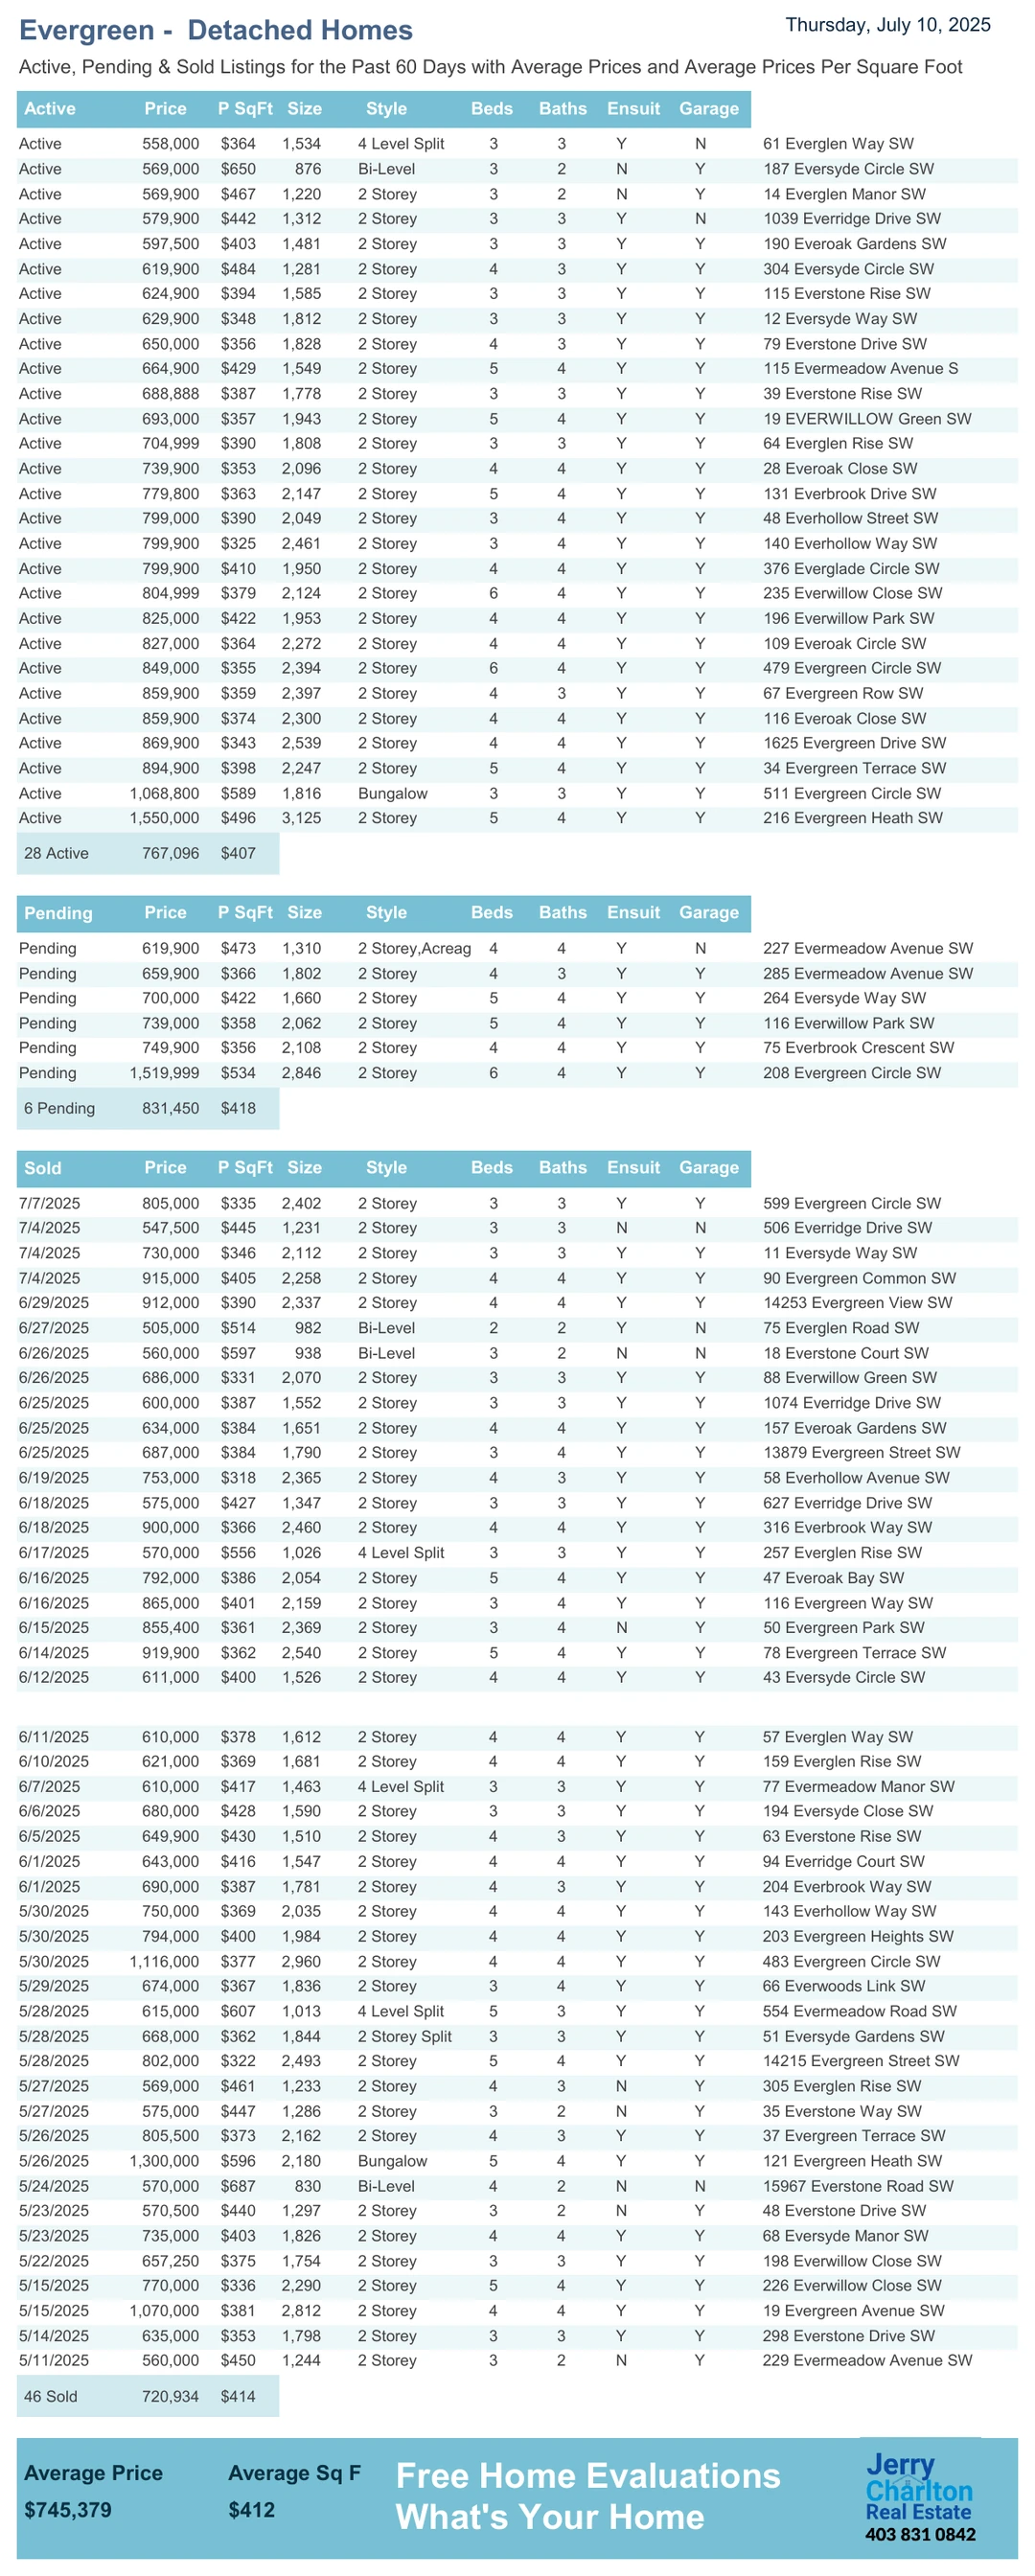 Evergreen - Detached Homes
Thursday, July 10, 2025
Active, Pending & Sold Listings for the Past 60 Days with Average Prices and Average Prices Per Square Foot
Active Price P SqFt Size Style Beds Baths Ensuit Garage
Active 558,000 $364 1,534 4 Level Split 3 3 Y N 61 Everglen Way SW
Active 569,000 $650 876 Bi-Level 3 2 N Y 187 Eversyde Circle SW
Active 569,900 $467 1,220 2 Storey 3 2 N Y 14 Everglen Manor SW
Active 579,800 $442 1,312 2 Storey 3 3 Y N 1039 Everridge Drive SW
Active 597,500 $403 1,481 2 Storey 3 3 Y Y 190 Everoak Gardens SW
Active 619,900 $484 1,281 2 Storey 4 3 Y Y 304 Eversyde Circle SW
Active 624,900 $394 1,585 2 Storey 3 3 Y Y 115 Everstone Rise SW
Active 629,900 $348 1,812 2 Storey 3 3 Y Y 12 Eversyde Way SW
Active 650,000 $356 1,828 2 Storey 4 3 Y Y 79 Everstone Drive SW
Active 664,900 $429 1,549 2 Storey 5 4 Y Y 115 Evermeadow Avenue S
Active 688,888 $387 1,778 2 Storey 3 3 Y Y 39 Everstone Rise SW
Active 693,000 $357 1,943 2 Storey 5 4 Y Y 19 EVERWILLOW Green SW
Active 704,999 $390 1,808 2 Storey 3 3 Y Y 64 Everglen Rise SW
Active 739,900 $353 2,096 2 Storey 4 4 Y Y 28 Everoak Close SW
Active 779,800 $363 2,147 2 Storey 5 4 Y Y 131 Everbrook Drive SW
Active 799,000 $390 2,049 2 Storey 3 4 Y Y 48 Everhollow Street SW
Active 799,900 $325 2,461 2 Storey 3 4 Y Y 140 Everhollow Way SW
Active 799,900 $410 1,950 2 Storey 4 4 Y Y 376 Everglade Circle SW
Active 804,999 $379 2,124 2 Storey 6 4 Y Y 235 Everwillow Close SW
Active 825,000 $422 1,953 2 Storey 4 4 Y Y 196 Everwillow Park SW
Active 827,000 $364 2,272 2 Storey 4 4 Y Y 109 Everoak Circle SW
Active 849,000 $355 2,394 2 Storey 6 4 Y Y 479 Evergreen Circle SW
Active 859,900 $359 2,397 2 Storey 4 3 Y Y 67 Evergreen Row SW
Active 859,900 $374 2,300 2 Storey 4 4 Y Y 116 Everoak Close SW
Active 869,900 $343 2,539 2 Storey 4 4 Y Y 1625 Evergreen Drive SW
Active 894,900 $398 2,247 2 Storey 5 4 Y Y 34 Evergreen Terrace SW
Active 1,068,800 $589 1,816 Bungalow 3 3 Y Y 511 Evergreen Circle SW
Active 1,550,000 $496 3,125 2 Storey 5 4 Y Y 216 Evergreen Heath SW
28 Active 767,096 $407
Pending Price P SqFt Size Style Beds Baths Ensuit Garage
Pending 619,900 $473 1,310 2 Storey,Acreag 4 4 Y N 227 Evermeadow Avenue SW
Pending 659,900 $366 1,802 2 Storey 4 3 Y Y 285 Evermeadow Avenue SW
Pending 700,000 $422 1,660 2 Storey 5 4 Y Y 264 Eversyde Way SW
Pending 739,000 $358 2,062 2 Storey 5 4 Y Y 116 Everwillow Park SW
Pending 749,900 $356 2,108 2 Storey 4 4 Y Y 75 Everbrook Crescent SW
Pending 1,519,999 $534 2,846 2 Storey 6 4 Y Y 208 Evergreen Circle SW
6 Pending 831,450 $418
Sold Price P SqFt Size Style Beds Baths Ensuit Garage
7/7/2025 805,000 $335 2,402 2 Storey 3 3 Y Y 599 Evergreen Circle SW
7/4/2025 547,500 $445 1,231 2 Storey 3 3 N N 506 Everridge Drive SW
7/4/2025 730,000 $346 2,112 2 Storey 3 3 Y Y 11 Eversyde Way SW
7/4/2025 915,000 $405 2,258 2 Storey 4 4 Y Y 90 Evergreen Common SW
6/29/2025 912,000 $390 2,337 2 Storey 4 4 Y Y 14253 Evergreen View SW
6/27/2025 505,000 $514 982 Bi-Level 2 2 Y N 75 Everglen Road SW
6/26/2025 560,000 $597 938 Bi-Level 3 2 N N 18 Everstone Court SW
6/26/2025 686,000 $331 2,070 2 Storey 3 3 Y Y 88 Everwillow Green SW
6/25/2025 600,000 $387 1,552 2 Storey 3 3 Y Y 1074 Everridge Drive SW
6/25/2025 634,000 $384 1,651 2 Storey 4 4 Y Y 157 Everoak Gardens SW
6/25/2025 687,000 $384 1,790 2 Storey 3 4 Y Y 13879 Evergreen Street SW
6/19/2025 753,000 $318 2,365 2 Storey 4 3 Y Y 58 Everhollow Avenue SW
6/18/2025 575,000 $427 1,347 2 Storey 3 3 Y Y 627 Everridge Drive SW
6/18/2025 900,000 $366 2,460 2 Storey 4 4 Y Y 316 Everbrook Way SW
6/17/2025 570,000 $556 1,026 4 Level Split 3 3 Y Y 257 Everglen Rise SW
6/16/2025 792,000 $386 2,054 2 Storey 5 4 Y Y 47 Everoak Bay SW
6/16/2025 865,000 $401 2,159 2 Storey 3 4 Y Y 116 Evergreen Way SW
6/15/2025 855,400 $361 2,369 2 Storey 3 4 N Y 50 Evergreen Park SW
6/14/2025 919,900 $362 2,540 2 Storey 5 4 Y Y 78 Evergreen Terrace SW
6/12/2025 611,000 $400 1,526 2 Storey 4 4 Y Y 43 Eversyde Circle SW
6/11/2025 610,000 $378 1,612 2 Storey 4 4 Y Y 57 Everglen Way SW
6/10/2025 621,000 $369 1,681 2 Storey 4 4 Y Y 159 Everglen Rise SW
6/7/2025 610,000 $417 1,463 4 Level Split 3 3 Y Y 77 Evermeadow Manor SW
6/6/2025 680,000 $428 1,590 2 Storey 3 3 Y Y 194 Eversyde Close SW
6/5/2025 649,900 $430 1,510 2 Storey 4 3 Y Y 63 Everstone Rise SW
6/1/2025 643,000 $416 1,547 2 Storey 4 4 Y Y 94 Everridge Court SW
6/1/2025 690,000 $387 1,781 2 Storey 4 3 Y Y 204 Everbrook Way SW
5/30/2025 750,000 $369 2,035 2 Storey 4 4 Y Y 143 Everhollow Way SW
5/30/2025 794,000 $400 1,984 2 Storey 4 4 Y Y 203 Evergreen Heights SW
5/30/2025 1,116,000 $377 2,960 2 Storey 4 4 Y Y 483 Evergreen Circle SW
5/29/2025 674,000 $367 1,836 2 Storey 3 4 Y Y 66 Everwoods Link SW
5/28/2025 615,000 $607 1,013 4 Level Split 5 3 Y Y 554 Evermeadow Road SW
5/28/2025 668,000 $362 1,844 2 Storey Split 3 3 Y Y 51 Eversyde Gardens SW
5/28/2025 802,000 $322 2,493 2 Storey 5 4 Y Y 14215 Evergreen Street SW
5/27/2025 569,000 $461 1,233 2 Storey 4 3 N Y 305 Everglen Rise SW
5/27/2025 575,000 $447 1,286 2 Storey 3 2 N Y 35 Everstone Way SW
5/26/2025 805,500 $373 2,162 2 Storey 4 3 Y Y 37 Evergreen Terrace SW
5/26/2025 1,300,000 $596 2,180 Bungalow 5 4 Y Y 121 Evergreen Heath SW
5/24/2025 570,000 $687 830 Bi-Level 4 2 N N 15967 Everstone Road SW
5/23/2025 570,500 $440 1,297 2 Storey 3 2 N Y 48 Everstone Drive SW
5/23/2025 735,000 $403 1,826 2 Storey 4 4 Y Y 68 Eversyde Manor SW
5/22/2025 657,250 $375 1,754 2 Storey 3 3 Y Y 198 Everwillow Close SW
5/15/2025 770,000 $336 2,290 2 Storey 5 4 Y Y 226 Everwillow Close SW
5/15/2025 1,070,000 $381 2,812 2 Storey 4 4 Y Y 19 Evergreen Avenue SW
5/14/2025 635,000 $353 1,798 2 Storey 3 3 Y Y 298 Everstone Drive SW
5/11/2025 560,000 $450 1,244 2 Storey 3 2 N Y 229 Evermeadow Avenue SW
46 Sold 720,934 $414
Average Price Average Sq F
$745,379 $412
Free Home Evaluations
What's Your Home
Jerry
Charlton
Real Estate
403 831 0842